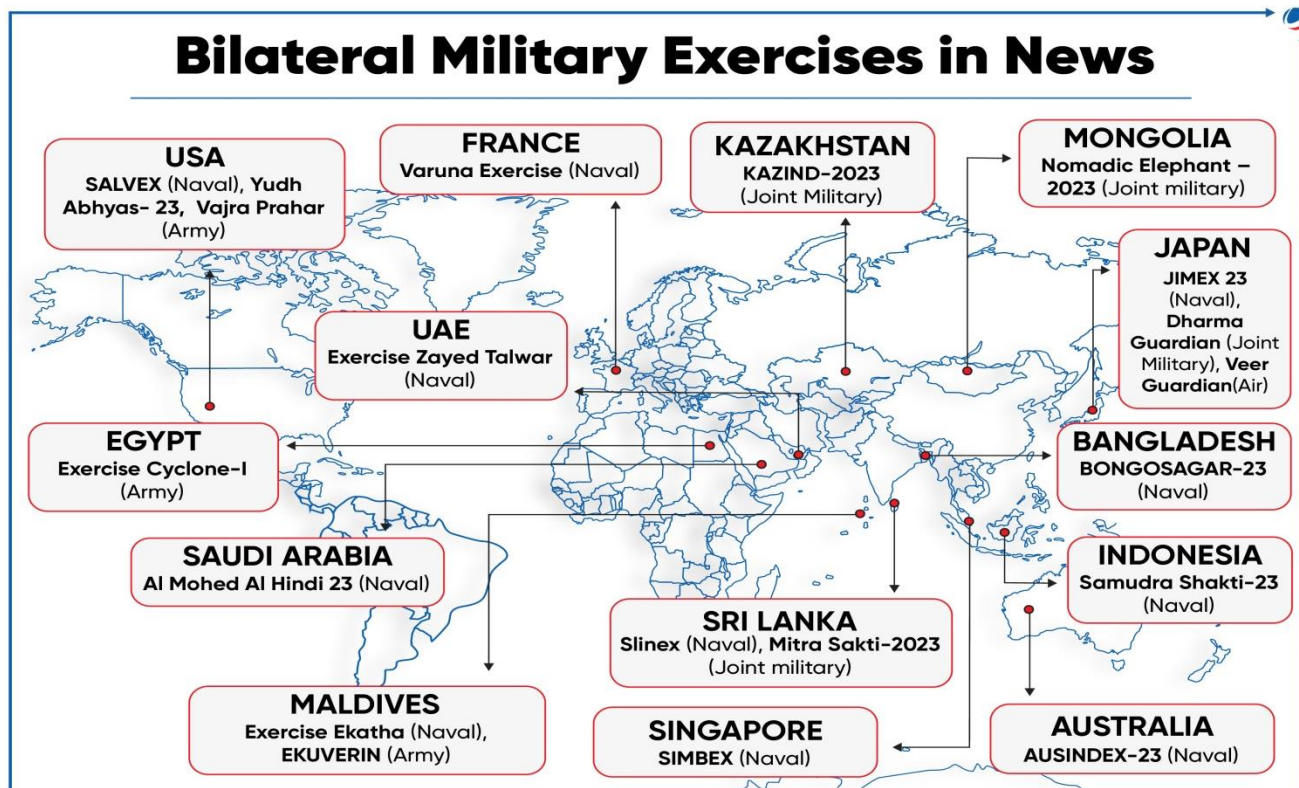 Bilateral Military Exercises in News
USA
SALVEX (Naval), Yudh
Abhyas- 23, Vajra Prahar
(Army)
FRANCE
Varuna Exercise (Naval)
KAZAKHSTAN
KAZIND-2023
(Joint Military)
MONGOLIA
Nomadic Elephant –
2023 (Joint military)
JAPAN
JIMEX 23
(Naval),
Dharma
Guardian (Joint
Military), Veer
Guardian(Air)
UAE
Exercise Zayed Talwar
(Naval)
EGYPT
Exercise Cyclone-I
(Army)
BANGLADESH
BONGOSAGAR-23
(Naval)
SAUDI ARABIA
Al Mohed Al Hindi 23 (Naval)
INDONESIA
Samudra Shakti-23
(Naval)
SRI LANKA
Slinex (Naval), Mitra Sakti-2023
(Joint military)
MALDIVES
Exercise Ekatha (Naval),
EKUVERIN (Army)
SINGAPORE
SIMBEX (Naval)
AUSTRALIA
AUSINDEX-23 (Naval)